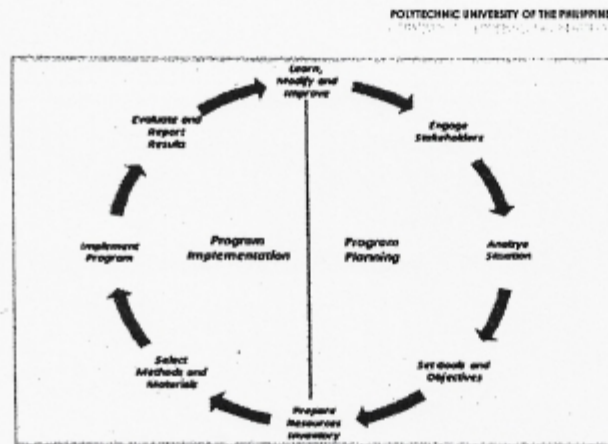 POLYTECHNIC UNIVERSITY OF THE PHILIPPINE
Learn,
Modify and
Improve
Engage
Stakeholders
Analyze
Situation
Set Goals and
Objectives
Prepare
Resources
Inventory
Select
Methods and
Materials
Implement
Program
Evaluate and
Report
Results
Program
Implementation
Program
Planning